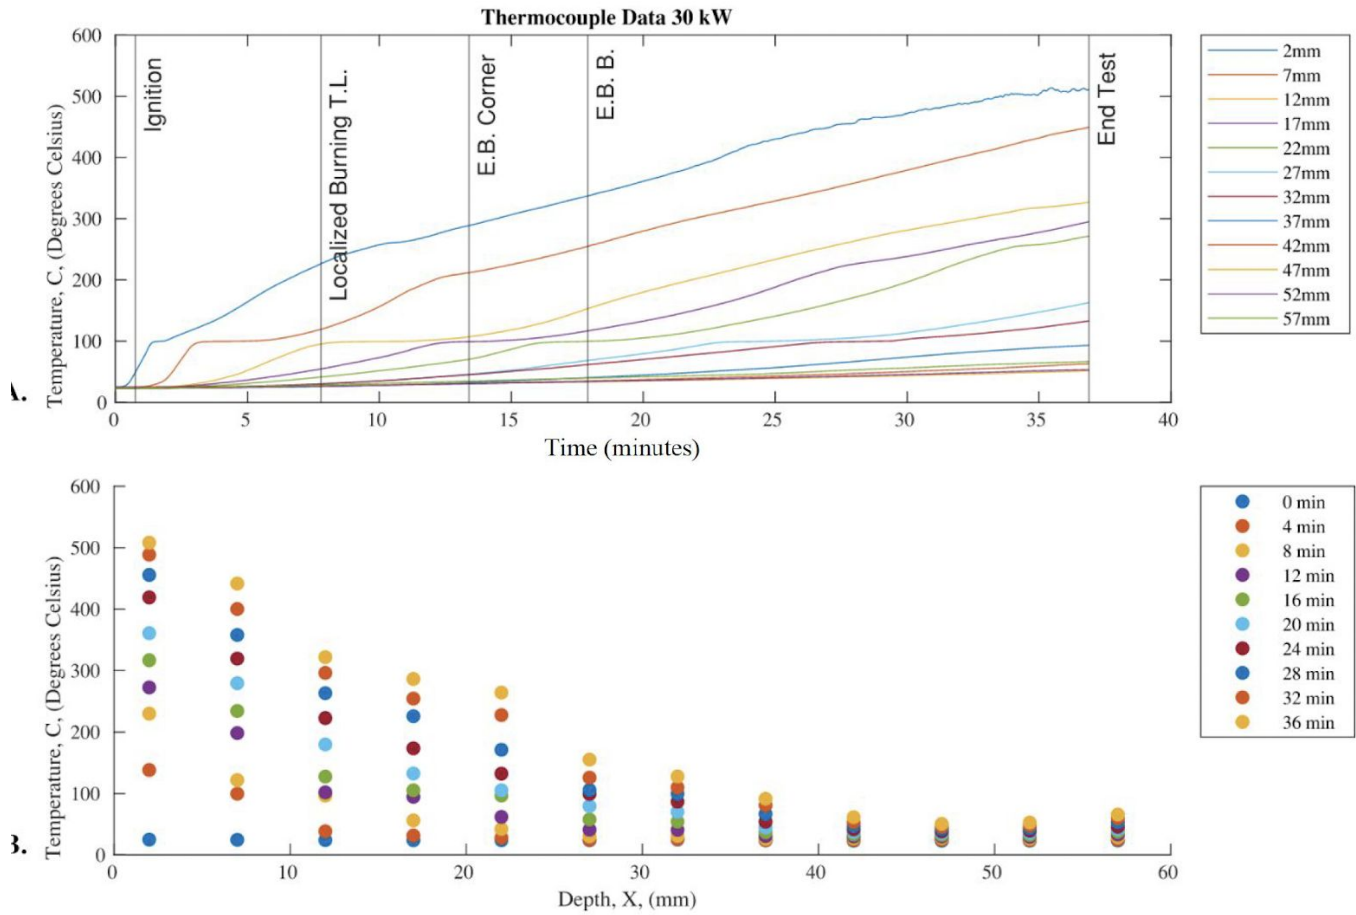 Thermocouple Data 30 kW
600
500
400
300
200
100
0
Temperature, C, (Degrees Celsius)
Ignition
Localized Burning T.L.
E.B. Corner
E.B. B.
End Test
0 5 10 15 20 25 30 35 40
Time (minutes)
2mm
7mm
12mm
17mm
22mm
27mm
32mm
37mm
42mm
47mm
52mm
57mm
600
500
400
300
200
100
0
Temperature, C, (Degrees Celsius)
0 10 20 30 40 50 60
Depth, X, (mm)
0 min
4 min
8 min
12 min
16 min
20 min
24 min
28 min
32 min
36 min